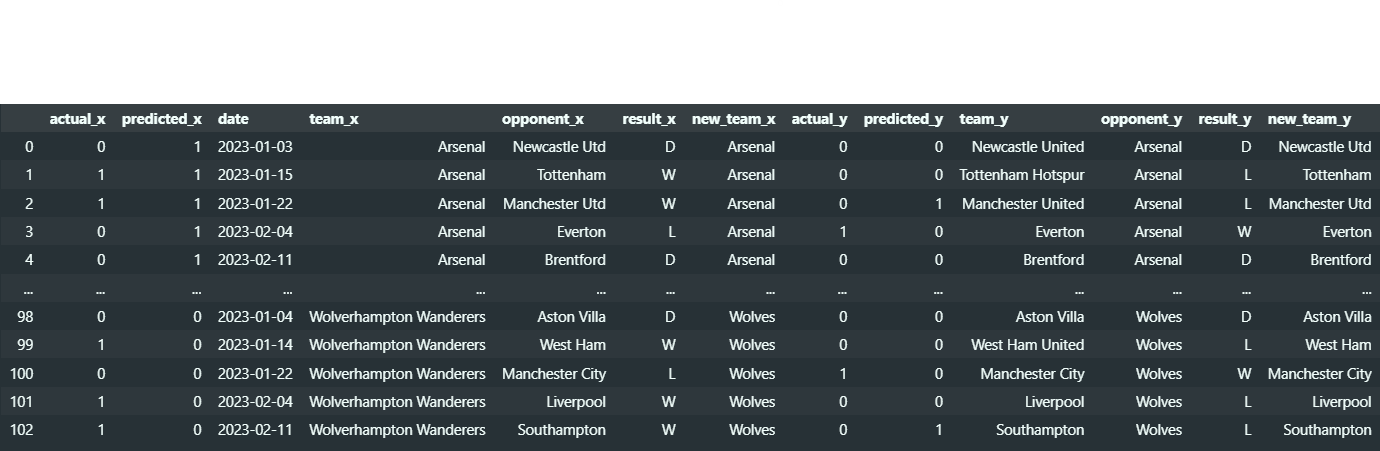 actual_x predicted_x date team_x opponent_x result_x new_team_x actual_y predicted_y team_y opponent_y result_y new_team_y
0 0 1 2023-01-03 Arsenal Newcastle Utd D Arsenal 0 0 Newcastle United Arsenal D Newcastle Utd
1 1 1 2023-01-15 Arsenal Tottenham W Arsenal 0 0 Tottenham Hotspur Arsenal L Tottenham
2 1 1 2023-01-22 Arsenal Manchester Utd W Arsenal 0 1 Manchester United Arsenal L Manchester Utd
3 0 1 2023-02-04 Arsenal Everton L Arsenal 1 0 Everton Arsenal W Everton
4 0 1 2023-02-11 Arsenal Brentford D Arsenal 0 0 Brentford Arsenal D Brentford
... ... ... ... ... ... ... ... ... ... ... ... ... ...
98 0 0 2023-01-04 Wolverhampton Wanderers Aston Villa D Wolves 0 0 Aston Villa Wolves D Aston Villa
99 1 0 2023-01-14 Wolverhampton Wanderers West Ham W Wolves 0 0 West Ham United Wolves L West Ham
100 0 0 2023-01-22 Wolverhampton Wanderers Manchester City L Wolves 1 0 Manchester City Wolves W Manchester City
101 1 0 2023-02-04 Wolverhampton Wanderers Liverpool W Wolves 0 0 Liverpool Wolves L Liverpool
102 1 0 2023-02-11 Wolverhampton Wanderers Southampton W Wolves 0 1 Southampton Wolves L Southampton